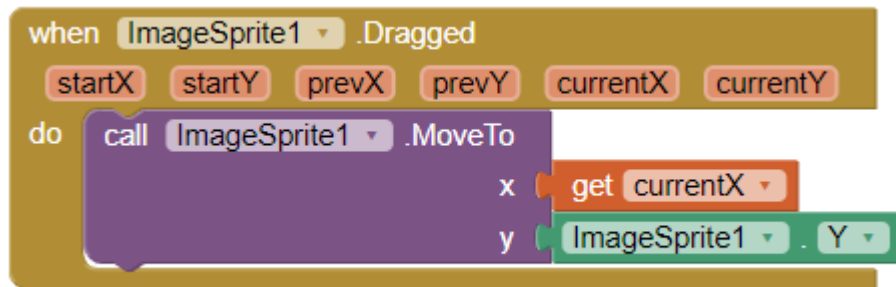 when ImageSprite1 .Dragged
startX startY prevX prevY currentX currentY
do call ImageSprite1 .MoveTo
x get currentX
y ImageSprite1 . Y